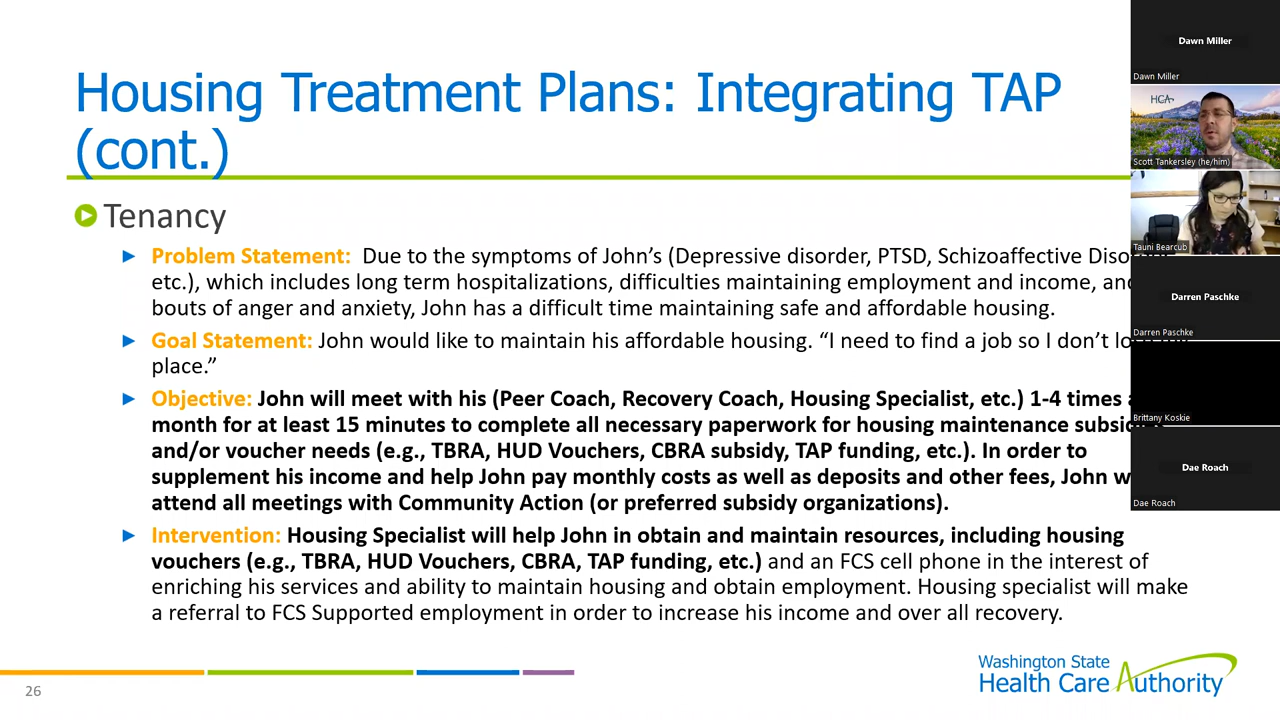 Housing Treatment Plans: Integrating TAP
(cont.)
Tenancy
Problem Statement: Due to the symptoms of John’s (Depressive disorder, PTSD, Schizoaffective
etc.), which includes long term hospitalizations, difficulties maintaining employment and income,
bouts of anger and anxiety, John has a difficult time maintaining safe and affordable housing.
Goal Statement: John would like to maintain his affordable housing. “I need to find a job so I don’t
place.”
Objective: John will meet with his (Peer Coach, Recovery Coach, Housing Specialist, etc.) 1-4 times
month for at least 15 minutes to complete all necessary paperwork for housing maintenance
and/or voucher needs (e.g., TBRA, HUD Vouchers, CBRA subsidy, TAP funding, etc.). In order to
supplement his income and help John pay monthly costs as well as deposits and other fees, John
attend all meetings with Community Action (or preferred subsidy organizations).
Intervention: Housing Specialist will help John in obtain and maintain resources, including housing
vouchers (e.g., TBRA, HUD Vouchers, CBRA, TAP funding, etc.) and an FCS cell phone in the interest of
enriching his services and ability to maintain housing and obtain employment. Housing specialist will make
a referral to FCS Supported employment in order to increase his income and over all recovery.
26
Washington State
Health Care Authority
Dawn Miller
Dawn Miller
HCA
Scott Tankersley (he/him)
Tauni Bearcub
Darren Paschke
Darren Paschke
Brittany Koskie
Dae Roach
Dae Roach